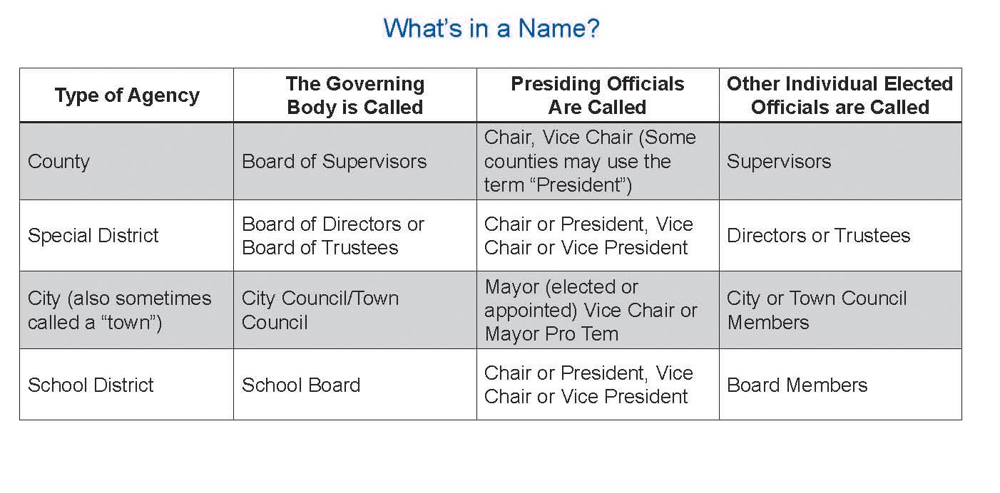 What’s in a Name?
Type of Agency
The Governing
Body is Called
Presiding Officials
Are Called
Other Individual Elected
Officials are Called
County
Board of Supervisors
Chair, Vice Chair (Some
counties may use the
term “President”)
Supervisors
Special District
Board of Directors or
Board of Trustees
Chair or President, Vice
Chair or Vice President
Directors or Trustees
City (also sometimes
called a “town”)
City Council/Town
Council
Mayor (elected or
appointed) Vice Chair or
Mayor Pro Tem
City or Town Council
Members
School District
School Board
Chair or President, Vice
Chair or Vice President
Board Members